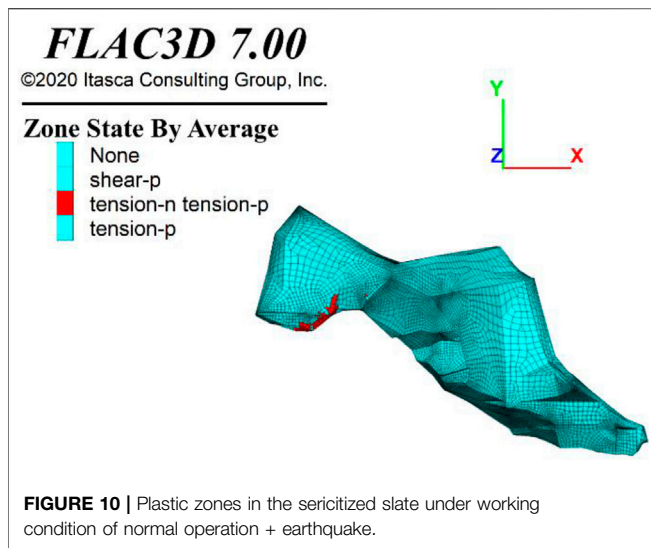 FLAC3D 7.00
©2020 Itasca Consulting Group, Inc.
Zone State By Average
None
shear-p
tension-n tension-p
tension-p
Y
Z X
FIGURE 10 | Plastic zones in the sericitized slate under working
condition of normal operation + earthquake.